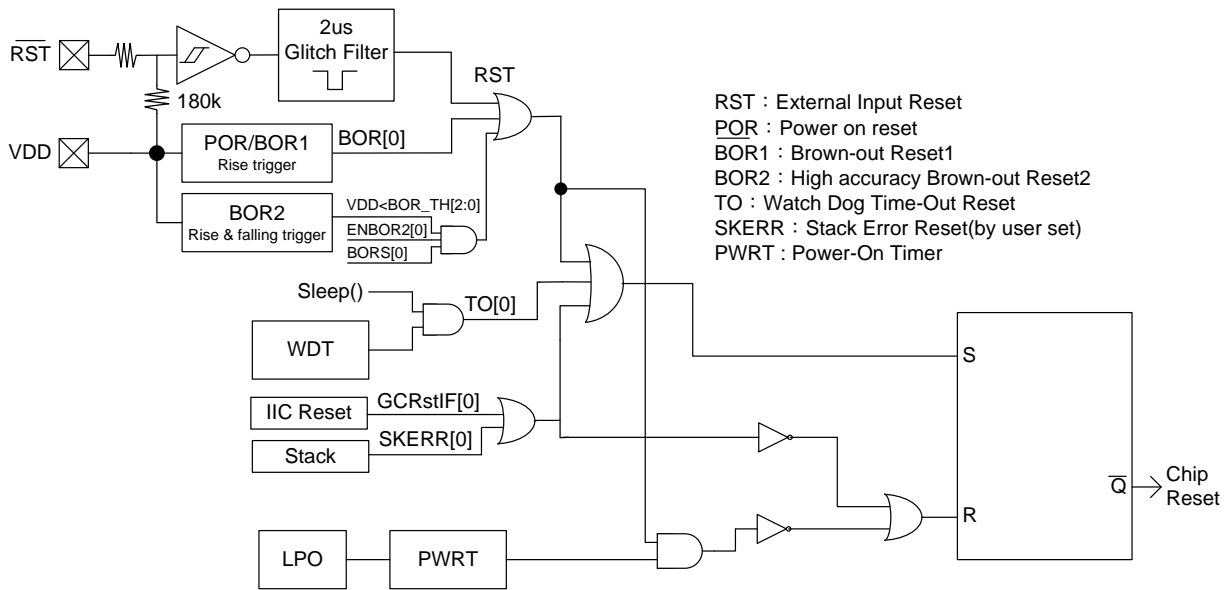 RST
2us
Glitch Filter
RST
180k
VDD
POR/BOR1
Rise trigger
BOR[0]
BOR2
Rise & falling trigger
VDD<BOR_TH[2:0]
ENBOR2[0]
BORS[0]
RST：External Input Reset
POR：Power on reset
BOR1：Brown-out Reset1
BOR2：High accuracy Brown-out Reset2
TO：Watch Dog Time-Out Reset
SKERR：Stack Error Reset(by user set)
PWRT : Power-On Timer
Sleep()
TO[0]
WDT
IIC Reset
GCRstIF[0]
Stack
SKERR[0]
LPO
PWRT
S
R
Q
Chip
Reset